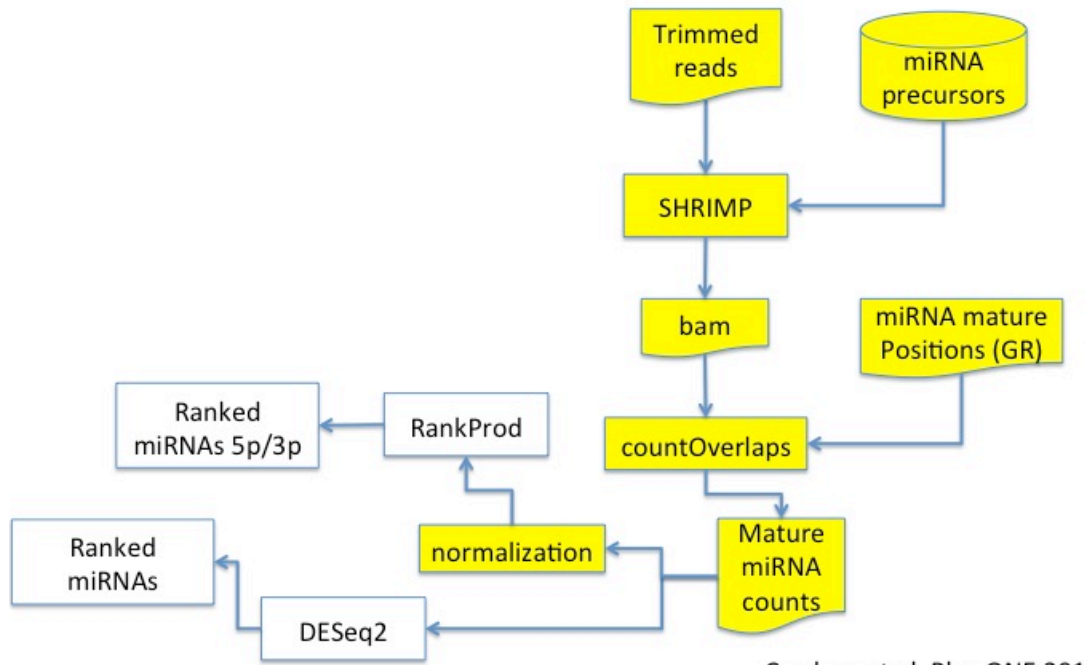 Trimmed
reads
miRNA
precursors
SHRIMP
bam
miRNA mature
Positions (GR)
Ranked
miRNAs 5p/3p
RankProd
countOverlaps
Ranked
miRNAs
normalization
Mature
miRNA
counts
DESeq2